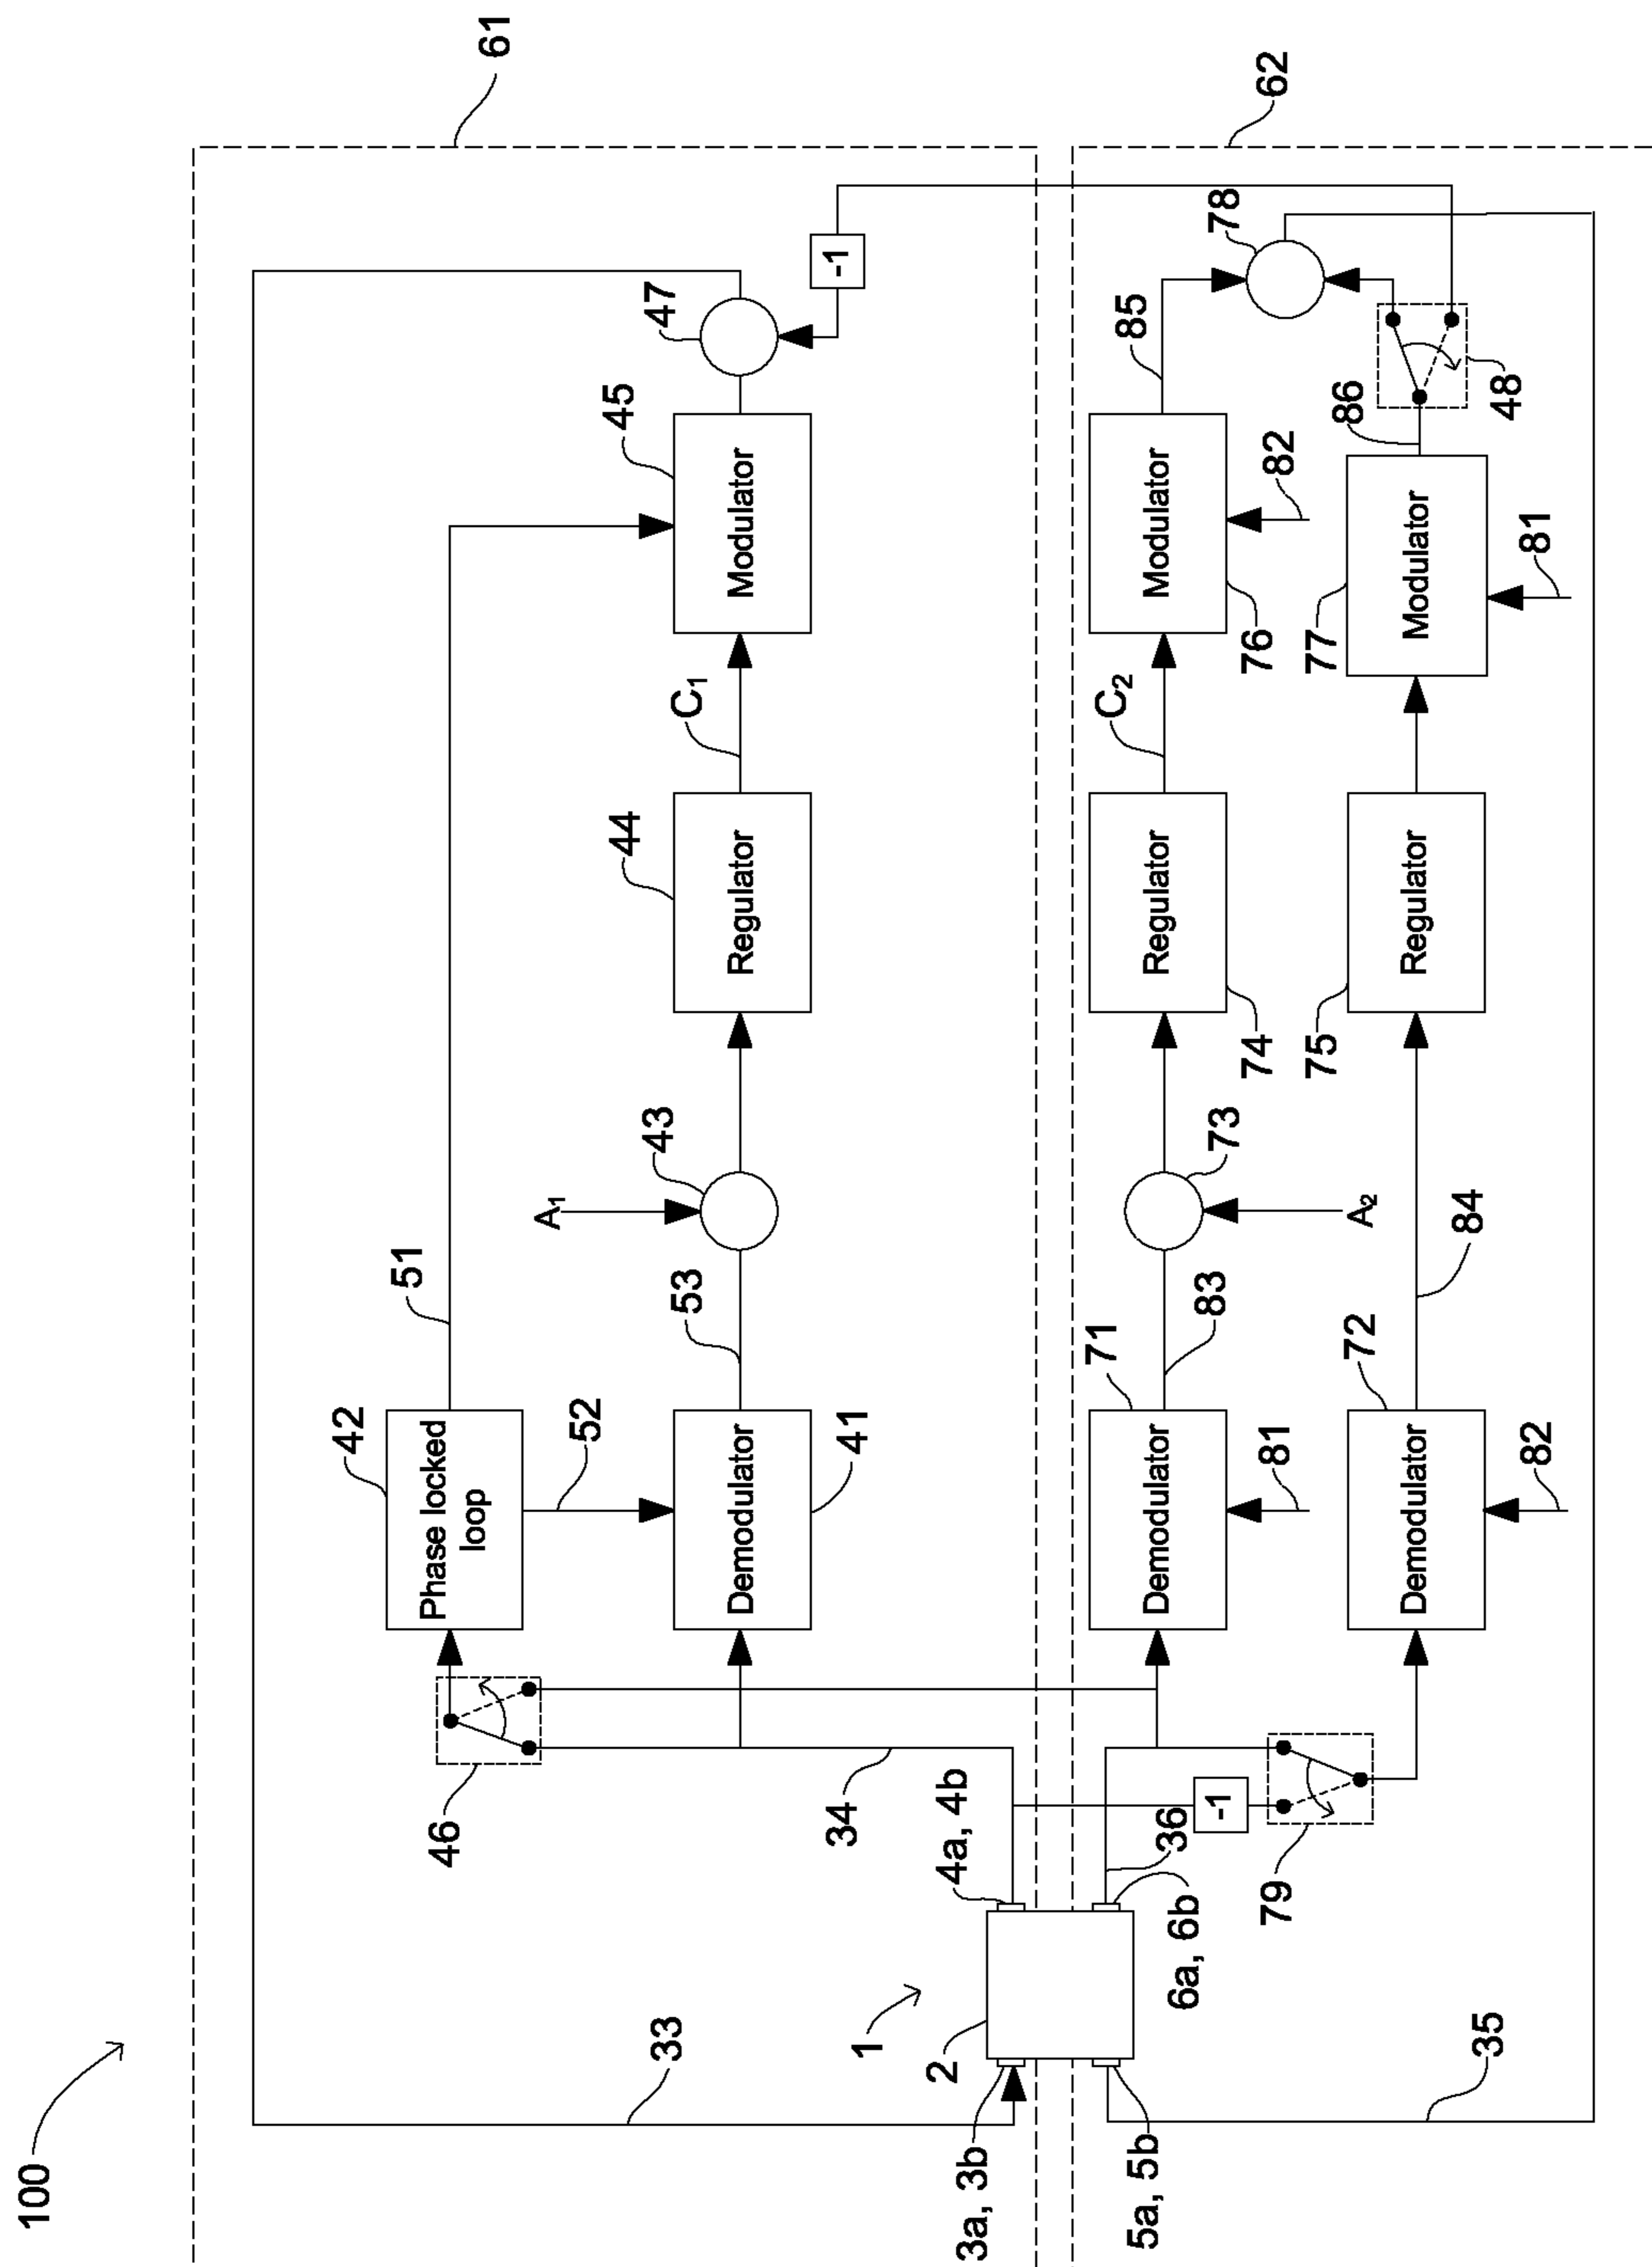 100
61
33
42
Phase locked
loop
51
46
52
A1
43
44
Regulator
C1
45
Modulator
47
-1
53
Demodulator
41
34
3a, 3b
4a, 4b
1
2
62
5a, 5b
6a, 6b
36
-1
79
35
71
Demodulator
81
83
73
A2
74
Regulator
C2
76
Modulator
82
85
78
72
Demodulator
82
84
75
Regulator
77
Modulator
81
86
48